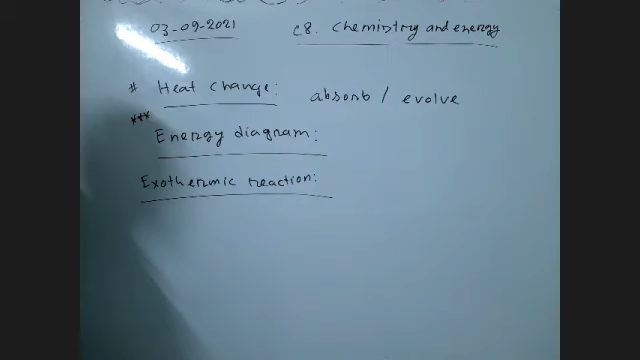 03-09-2021 C8. Chemistry and energy
# Heat change: absorb / evolve
*** Energy diagram:
Exothermic reaction: